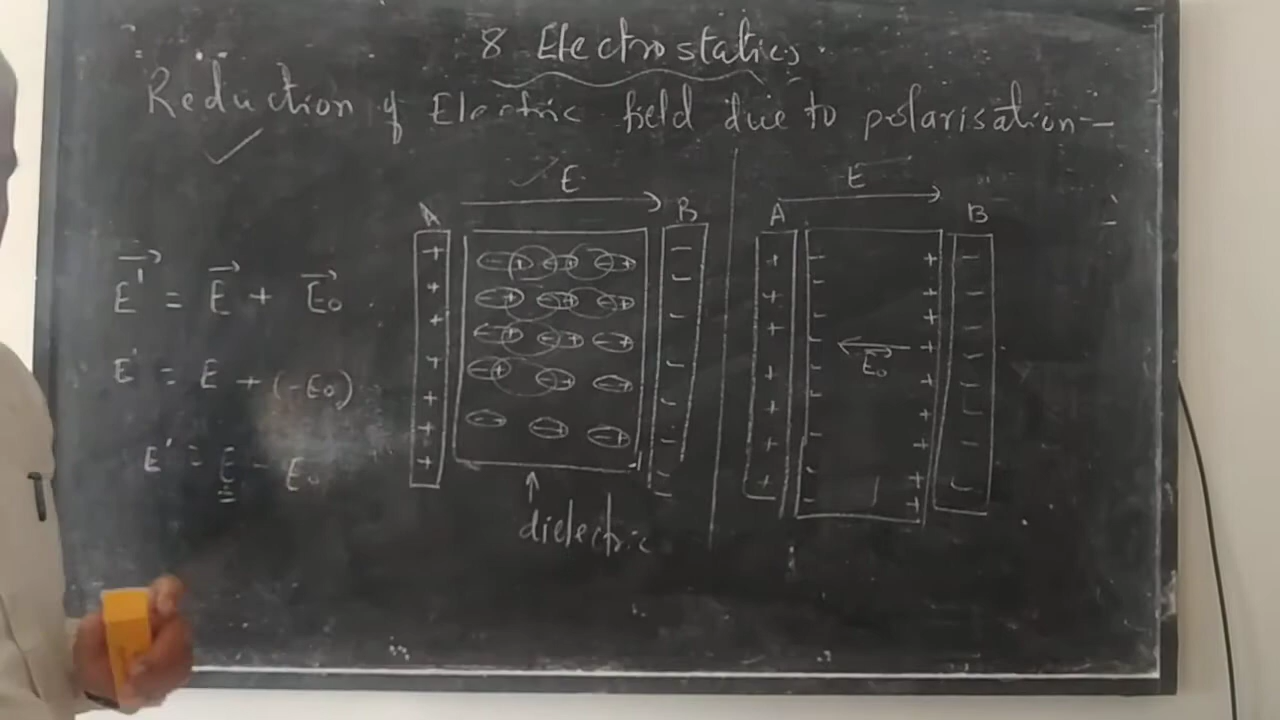 8 Electrostatics
Reduction of Electric field due to polarisation-
E
E
A
B
A
B
E' = E + E₀
E₀
E' = E + (-E₀)
E' = E - E₀
dielectric